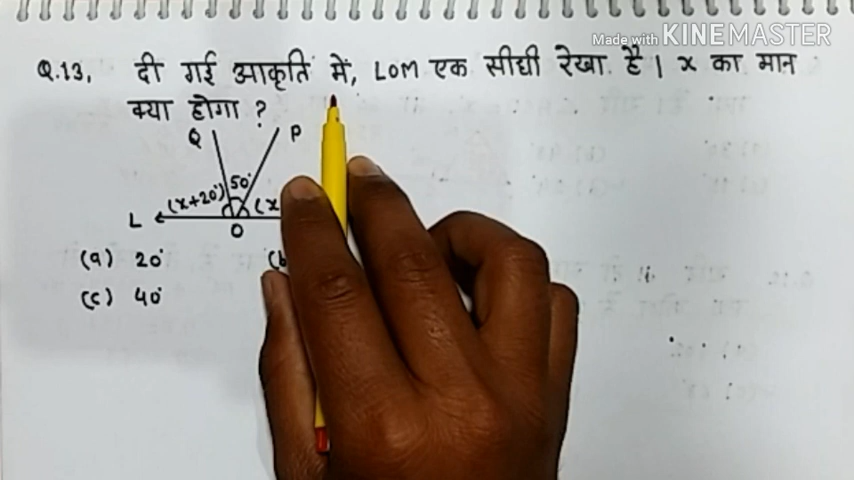 Made with KINEMASTER
Q.13. दी गई आकृति में, LOM एक सीधी रेखा है। x का मान
क्या होगा ?
Q P
50°
(x+20°) (x
L O
(a) 20° (b
(c) 40°